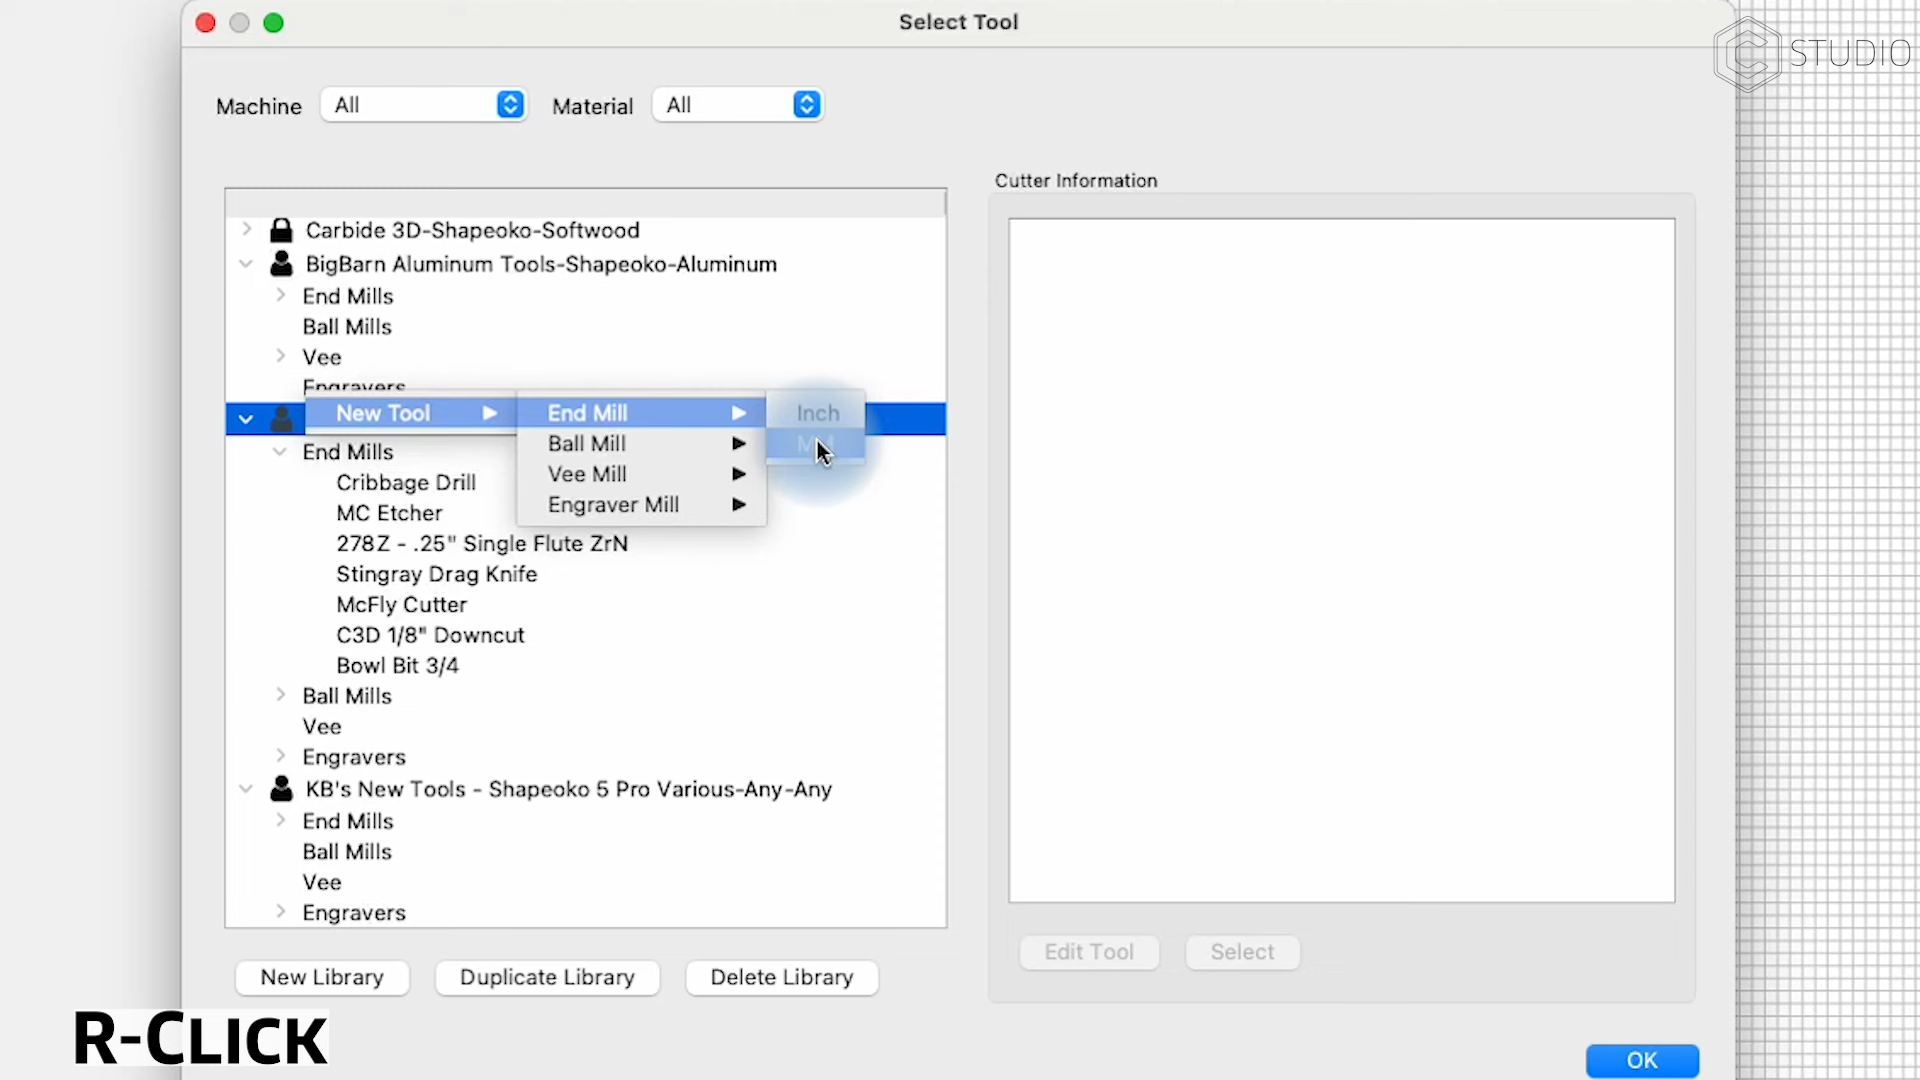 Select Tool
STUDIO
Machine All Material All
Cutter Information
Carbide 3D-Shapeoko-Softwood
BigBarn Aluminum Tools-Shapeoko-Aluminum
End Mills
Ball Mills
Vee
Engravers
New Tool End Mill Inch
Ball Mill
Vee Mill
Engraver Mill
End Mills
Cribbage Drill
MC Etcher
278Z - .25" Single Flute ZrN
Stingray Drag Knife
McFly Cutter
C3D 1/8" Downcut
Bowl Bit 3/4
Ball Mills
Vee
Engravers
KB's New Tools - Shapeoko 5 Pro Various-Any-Any
End Mills
Ball Mills
Vee
Engravers
Edit Tool Select
New Library Duplicate Library Delete Library
R-CLICK
OK